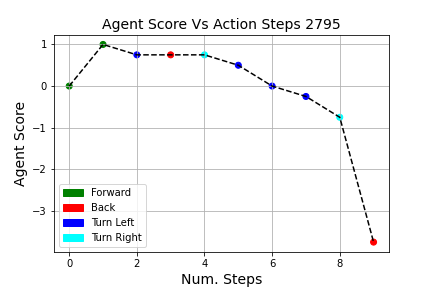 Agent Score Vs Action Steps 2795
Agent Score
1
0
−1
−2
−3
Forward
Back
Turn Left
Turn Right
0 2 4 6 8
Num. Steps